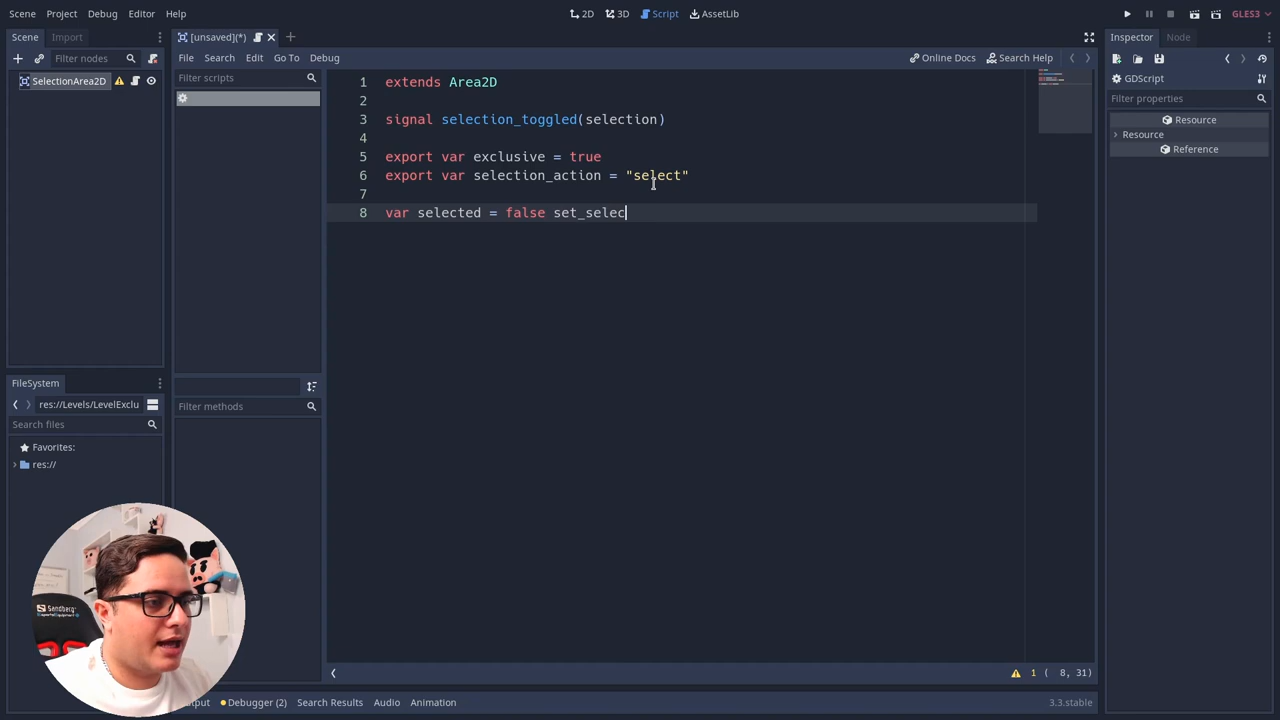 Scene Project Debug Editor Help
2D 3D Script AssetLib
GLES3
Scene Import
[unsaved](*)
Inspector Node
Filter nodes
File Search Edit Go To Debug
Online Docs Search Help
SelectionArea2D
Filter scripts
GDScript
Filter properties
Resource
Resource
Reference
1 extends Area2D
2
3 signal selection_toggled(selection)
4
5 export var exclusive = true
6 export var selection_action = "select"
7
8 var selected = false set_selec
FileSystem
res://Levels/LevelExclu
Filter methods
Search files
Favorites:
res://
Sandberg
1 ( 8, 31)
Debugger (2) Search Results Audio Animation
3.3.stable